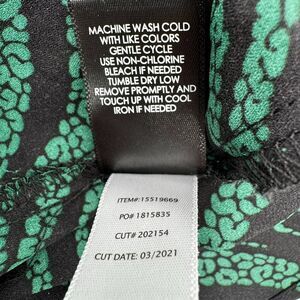 MACHINE WASH COLD
WITH LIKE COLORS
GENTLE CYCLE
USE NON-CHLORINE
BLEACH IF NEEDED
TUMBLE DRY LOW
REMOVE PROMPTLY AND
TOUCH UP WITH COOL
IRON IF NEEDED
ITEM#: 15519669
PO# 1815835
CUT# 202154
CUT DATE: 03/2021